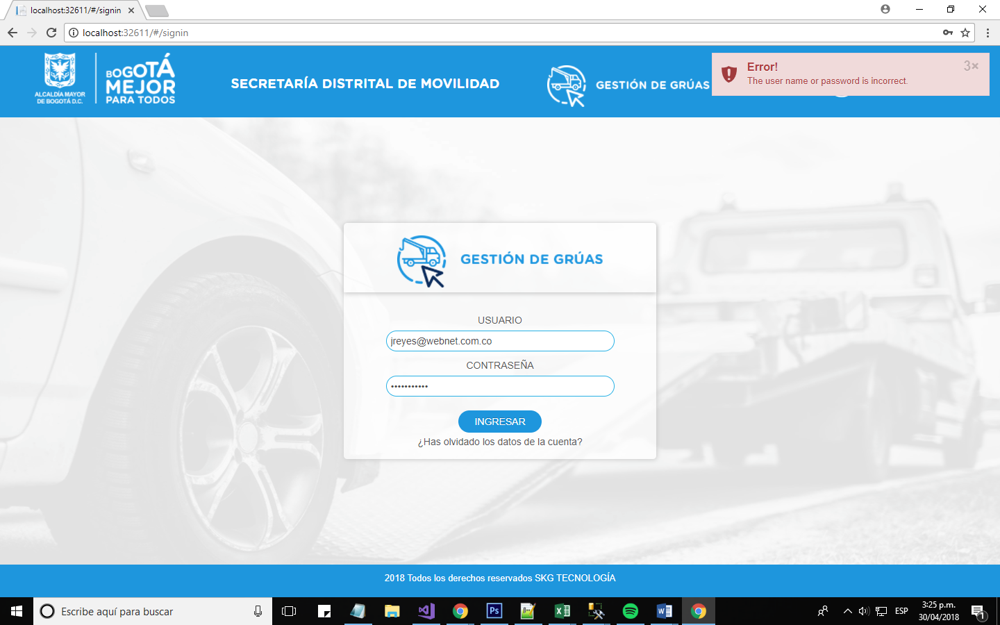 localhost:32611/#/signin
localhost:32611/#/signin
ALCALDÍA MAYOR
DE BOGOTÁ D.C.
BOGOTÁ
MEJOR
PARA TODOS
SECRETARÍA DISTRITAL DE MOVILIDAD
GESTIÓN DE GRÚAS
Error!
3×
The user name or password is incorrect.
GESTIÓN DE GRÚAS
USUARIO
jreyes@webnet.com.co
CONTRASEÑA
•••••••••••
INGRESAR
¿Has olvidado los datos de la cuenta?
2018 Todos los derechos reservados SKG TECNOLOGÍA
Escribe aquí para buscar
Ps
ESP
3:25 p.m.
30/04/2018
1